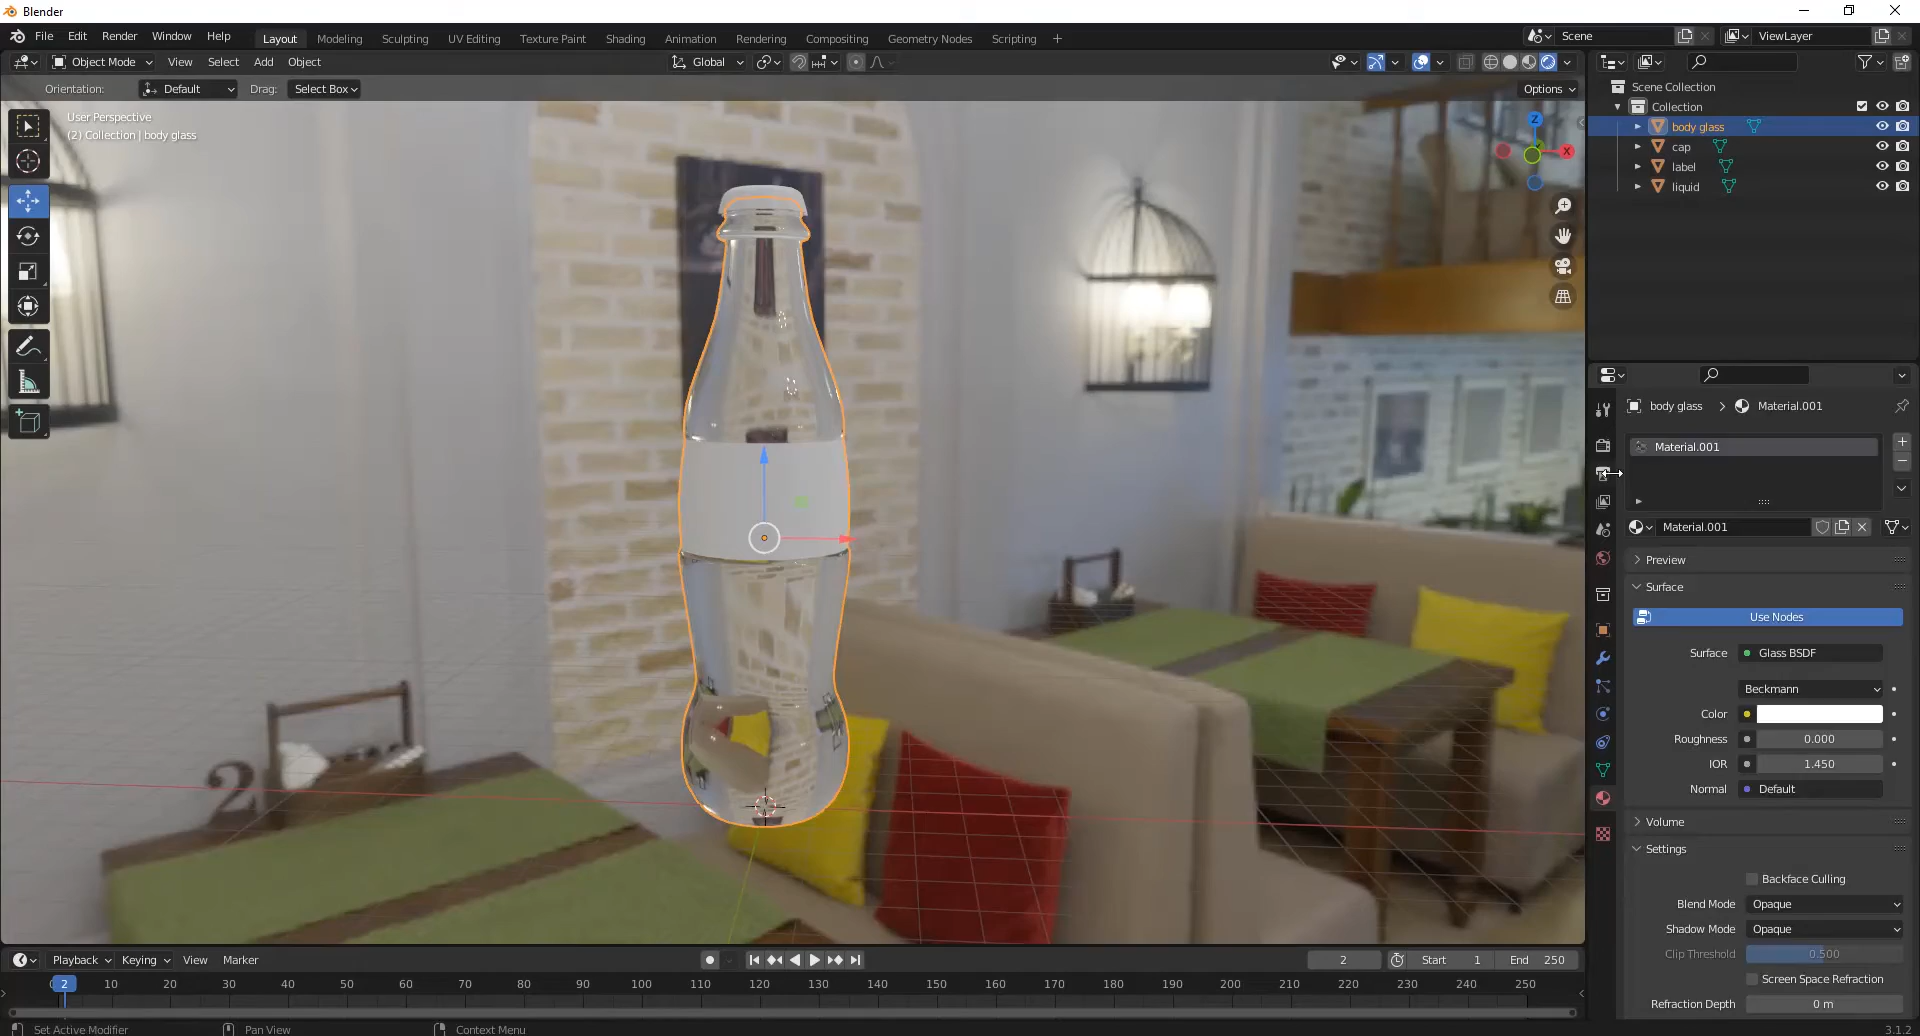 Blender
File Edit Render Window Help
Layout Modeling Sculpting UV Editing Texture Paint Shading Animation Rendering Compositing Geometry Nodes Scripting +
Scene
ViewLayer
Object Mode View Select Add Object
Global
Orientation: Default Drag: Select Box
Options
User Perspective
(2) Collection | body glass
Z
X
2
Scene Collection
Collection
body glass
cap
label
liquid
body glass > Material.001
Material.001
Material.001
Preview
Surface
Use Nodes
Surface Glass BSDF
Beckmann
Color
Roughness 0.000
IOR 1.450
Normal Default
Volume
Settings
Backface Culling
Blend Mode Opaque
Shadow Mode Opaque
Clip Threshold 0.500
Screen Space Refraction
Refraction Depth 0 m
Playback Keying View Marker
2 Start 1 End 250
2 10 20 30 40 50 60 70 80 90 100 110 120 130 140 150 160 170 180 190 200 210 220 230 240 250
Set Active Modifier Pan View Context Menu
3.1.2